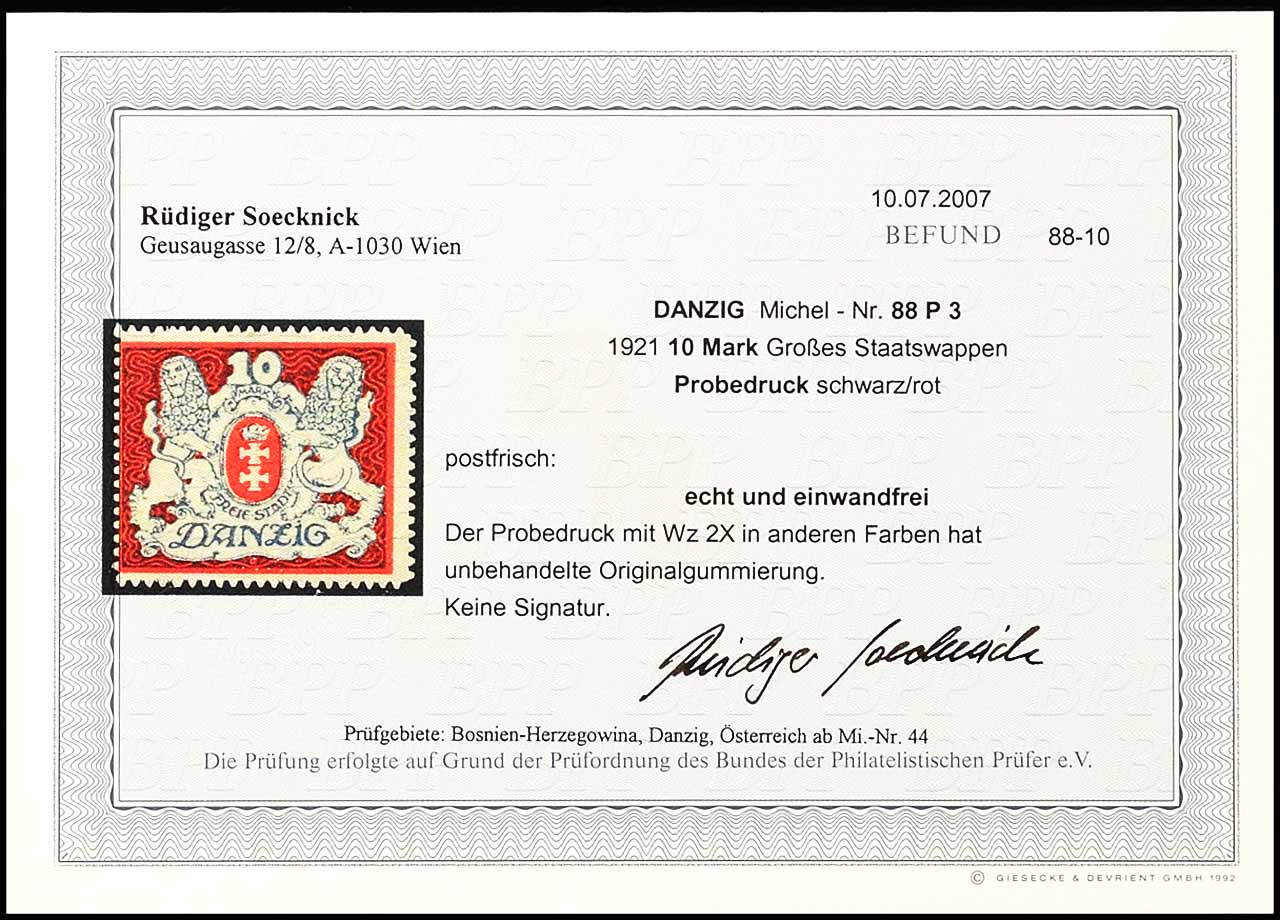 Rüdiger Soecknick
Geusaugasse 12/8, A-1030 Wien
10.07.2007
BEFUND 88-10
DANZIG Michel - Nr. 88 P 3
1921 10 Mark Großes Staatswappen
Probedruck schwarz/rot
10
MARK
FREIE STADT
DANZIG
postfrisch:
echt und einwandfrei
Der Probedruck mit Wz 2X in anderen Farben hat
unbehandelte Originalgummierung.
Keine Signatur.
Rüdiger Soecknick
Prüfgebiete: Bosnien-Herzegowina, Danzig, Österreich ab Mi.-Nr. 44
Die Prüfung erfolgte auf Grund der Prüfordnung des Bundes der Philatelistischen Prüfer e.V.
© GIESECKE & DEVRIENT GMBH 1992